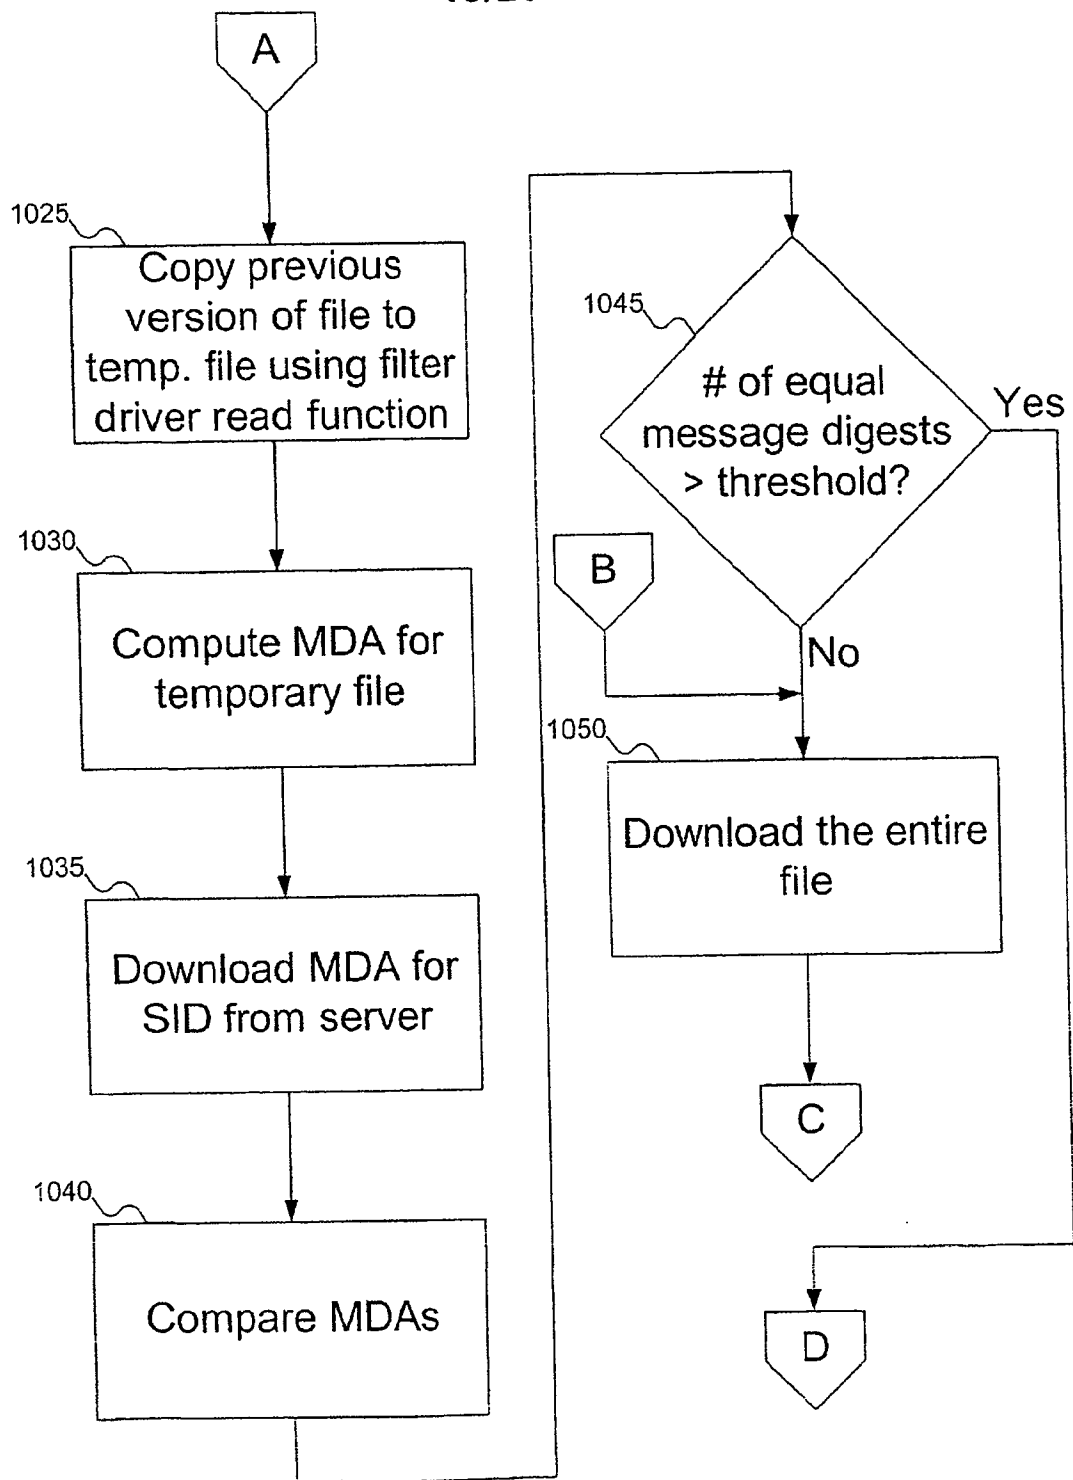 A
1025
Copy previous
version of file to
temp. file using filter
driver read function
1030
Compute MDA for
temporary file
1035
Download MDA for
SID from server
1040
Compare MDAs
1045
# of equal
message digests
> threshold?
Yes
B
No
1050
Download the entire
file
C
D